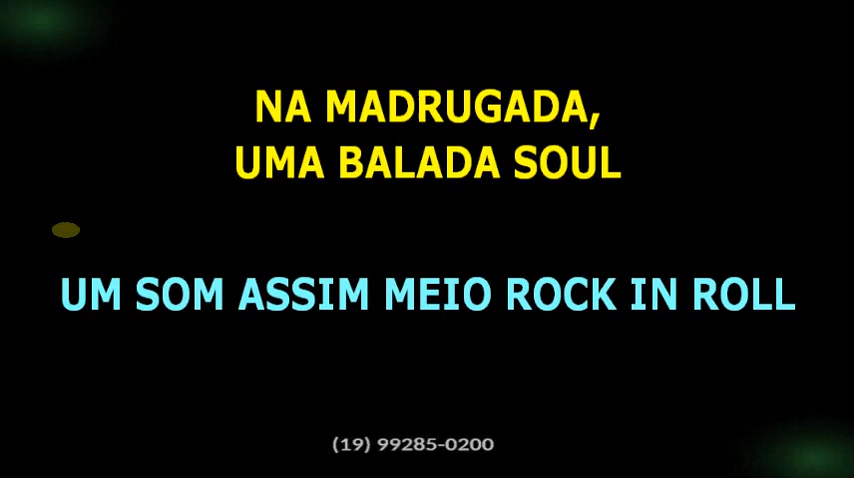 NA MADRUGADA,
UMA BALADA SOUL
UM SOM ASSIM MEIO ROCK IN ROLL
(19) 99285-0200